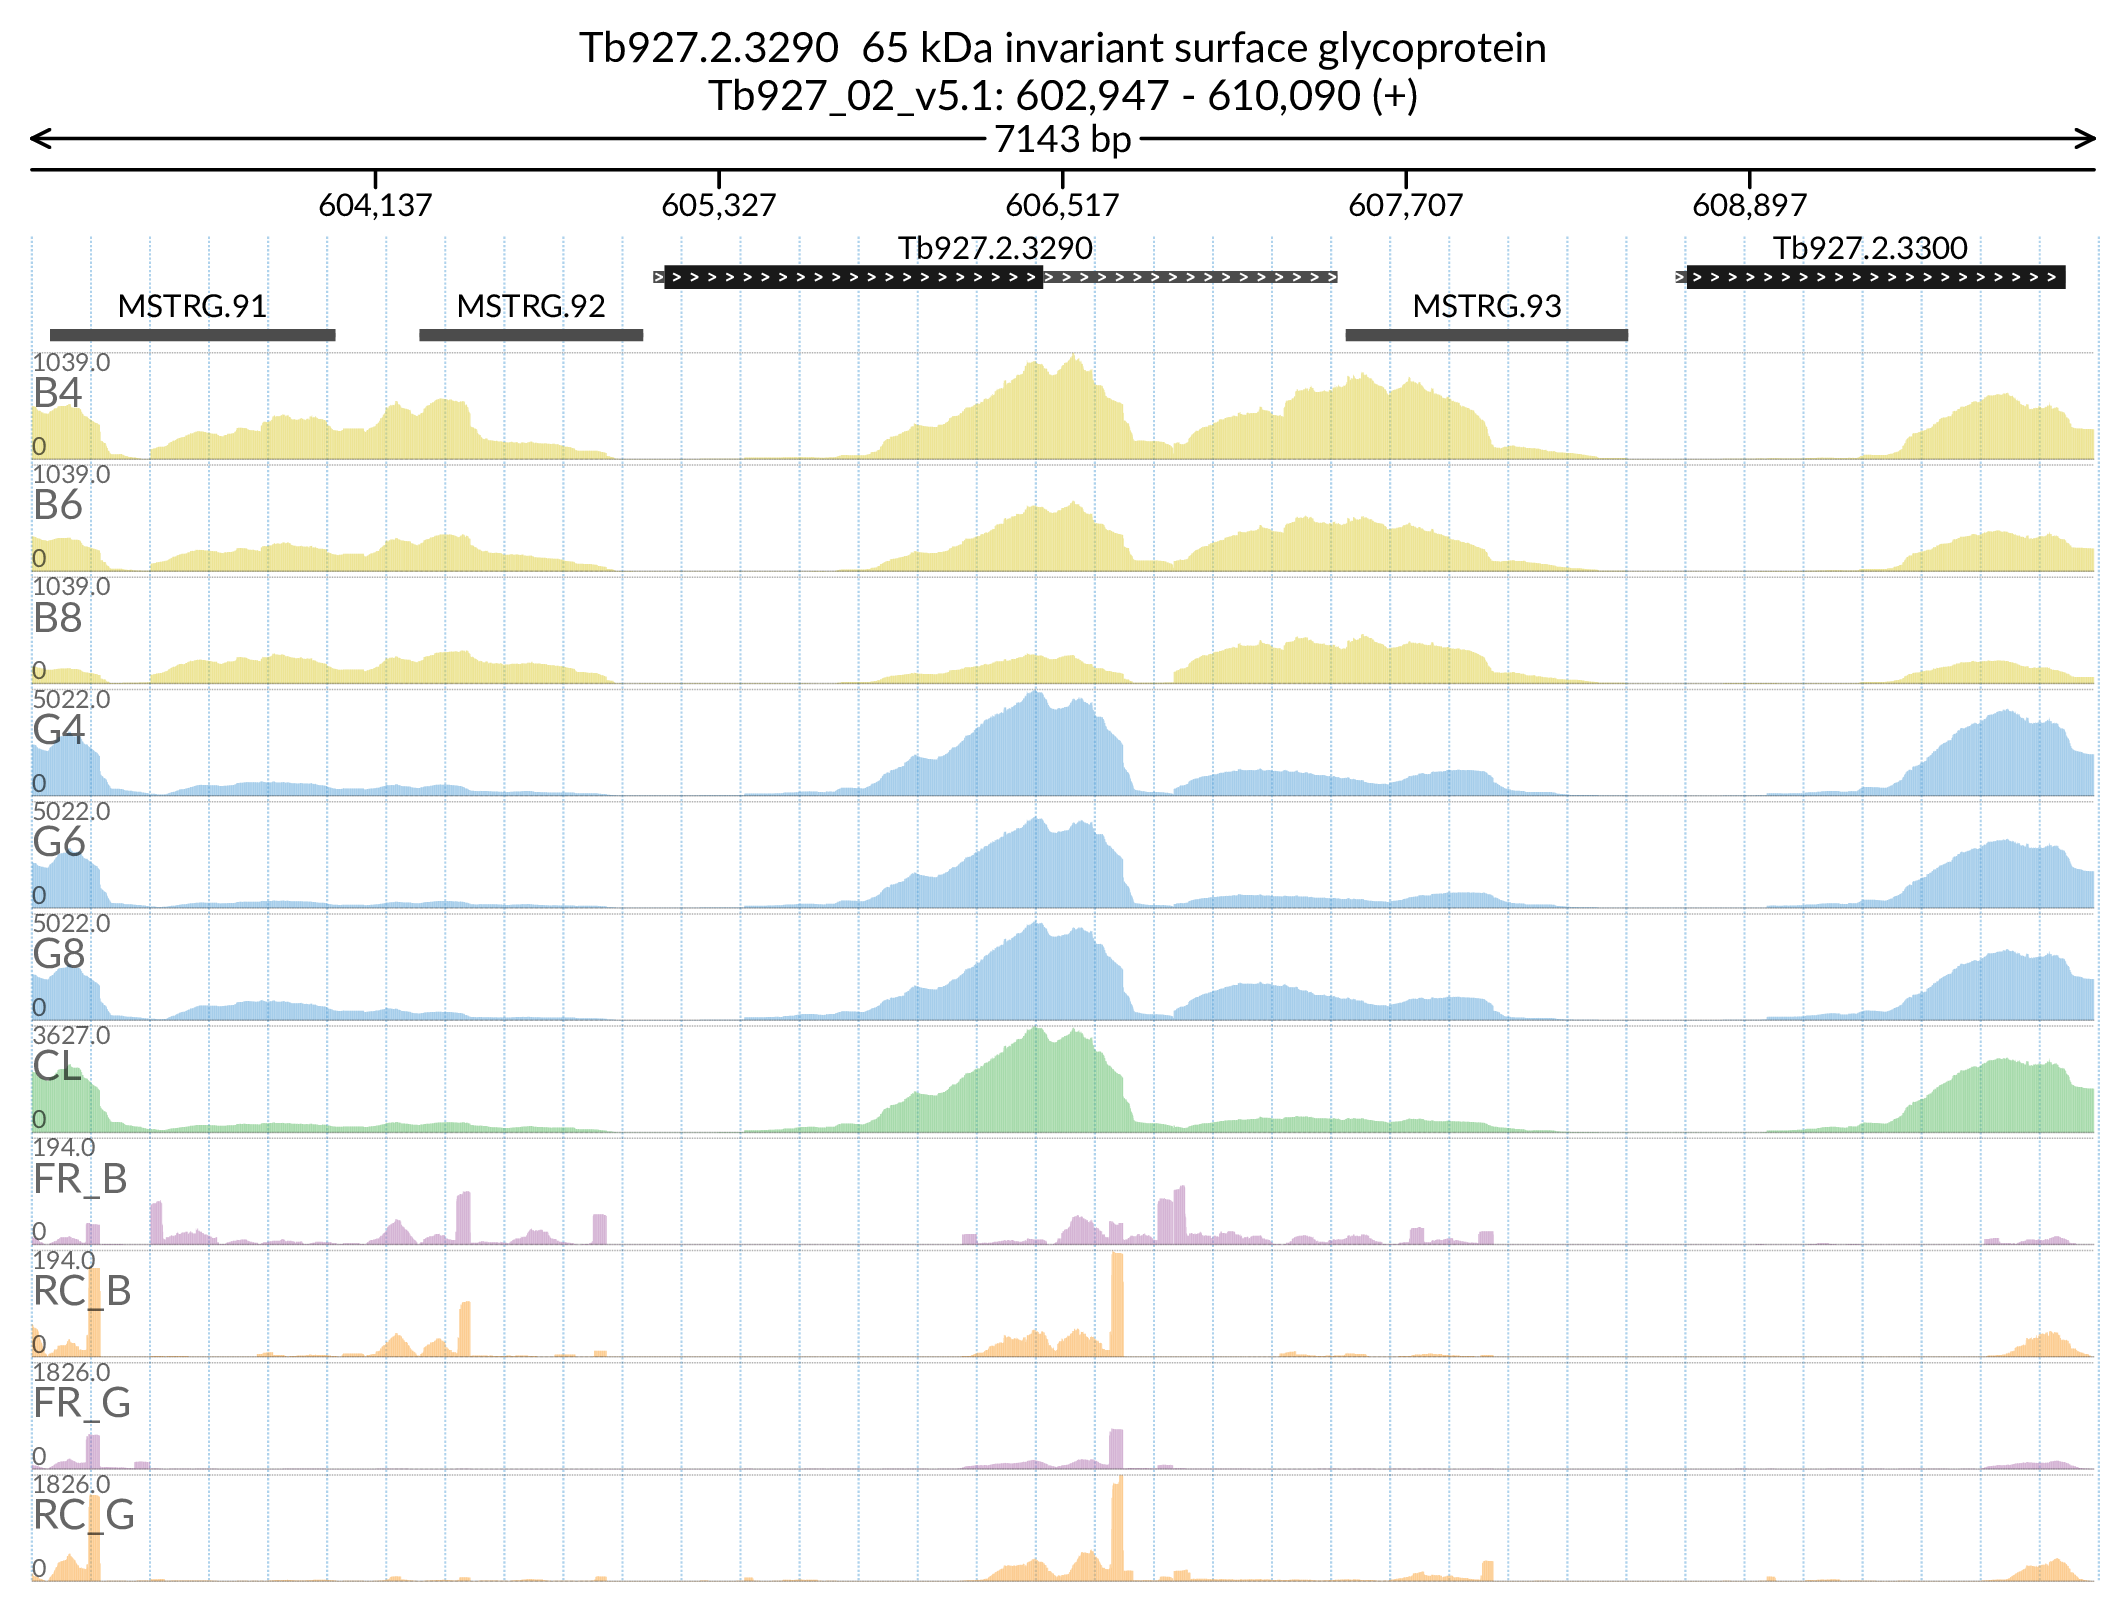 Tb927.2.3290 65 kDa invariant surface glycoprotein
Tb927_02_v5.1: 602,947 - 610,090 (+)
7143 bp
604,137 605,327 606,517 607,707 608,897
Tb927.2.3290 Tb927.2.3300
MSTRG.91 MSTRG.92 MSTRG.93
1039.0
B4
0
1039.0
B6
0
1039.0
B8
0
5022.0
G4
0
5022.0
G6
0
5022.0
G8
0
3627.0
CL
0
194.0
FR_B
0
194.0
RC_B
0
1826.0
FR_G
0
1826.0
RC_G
0